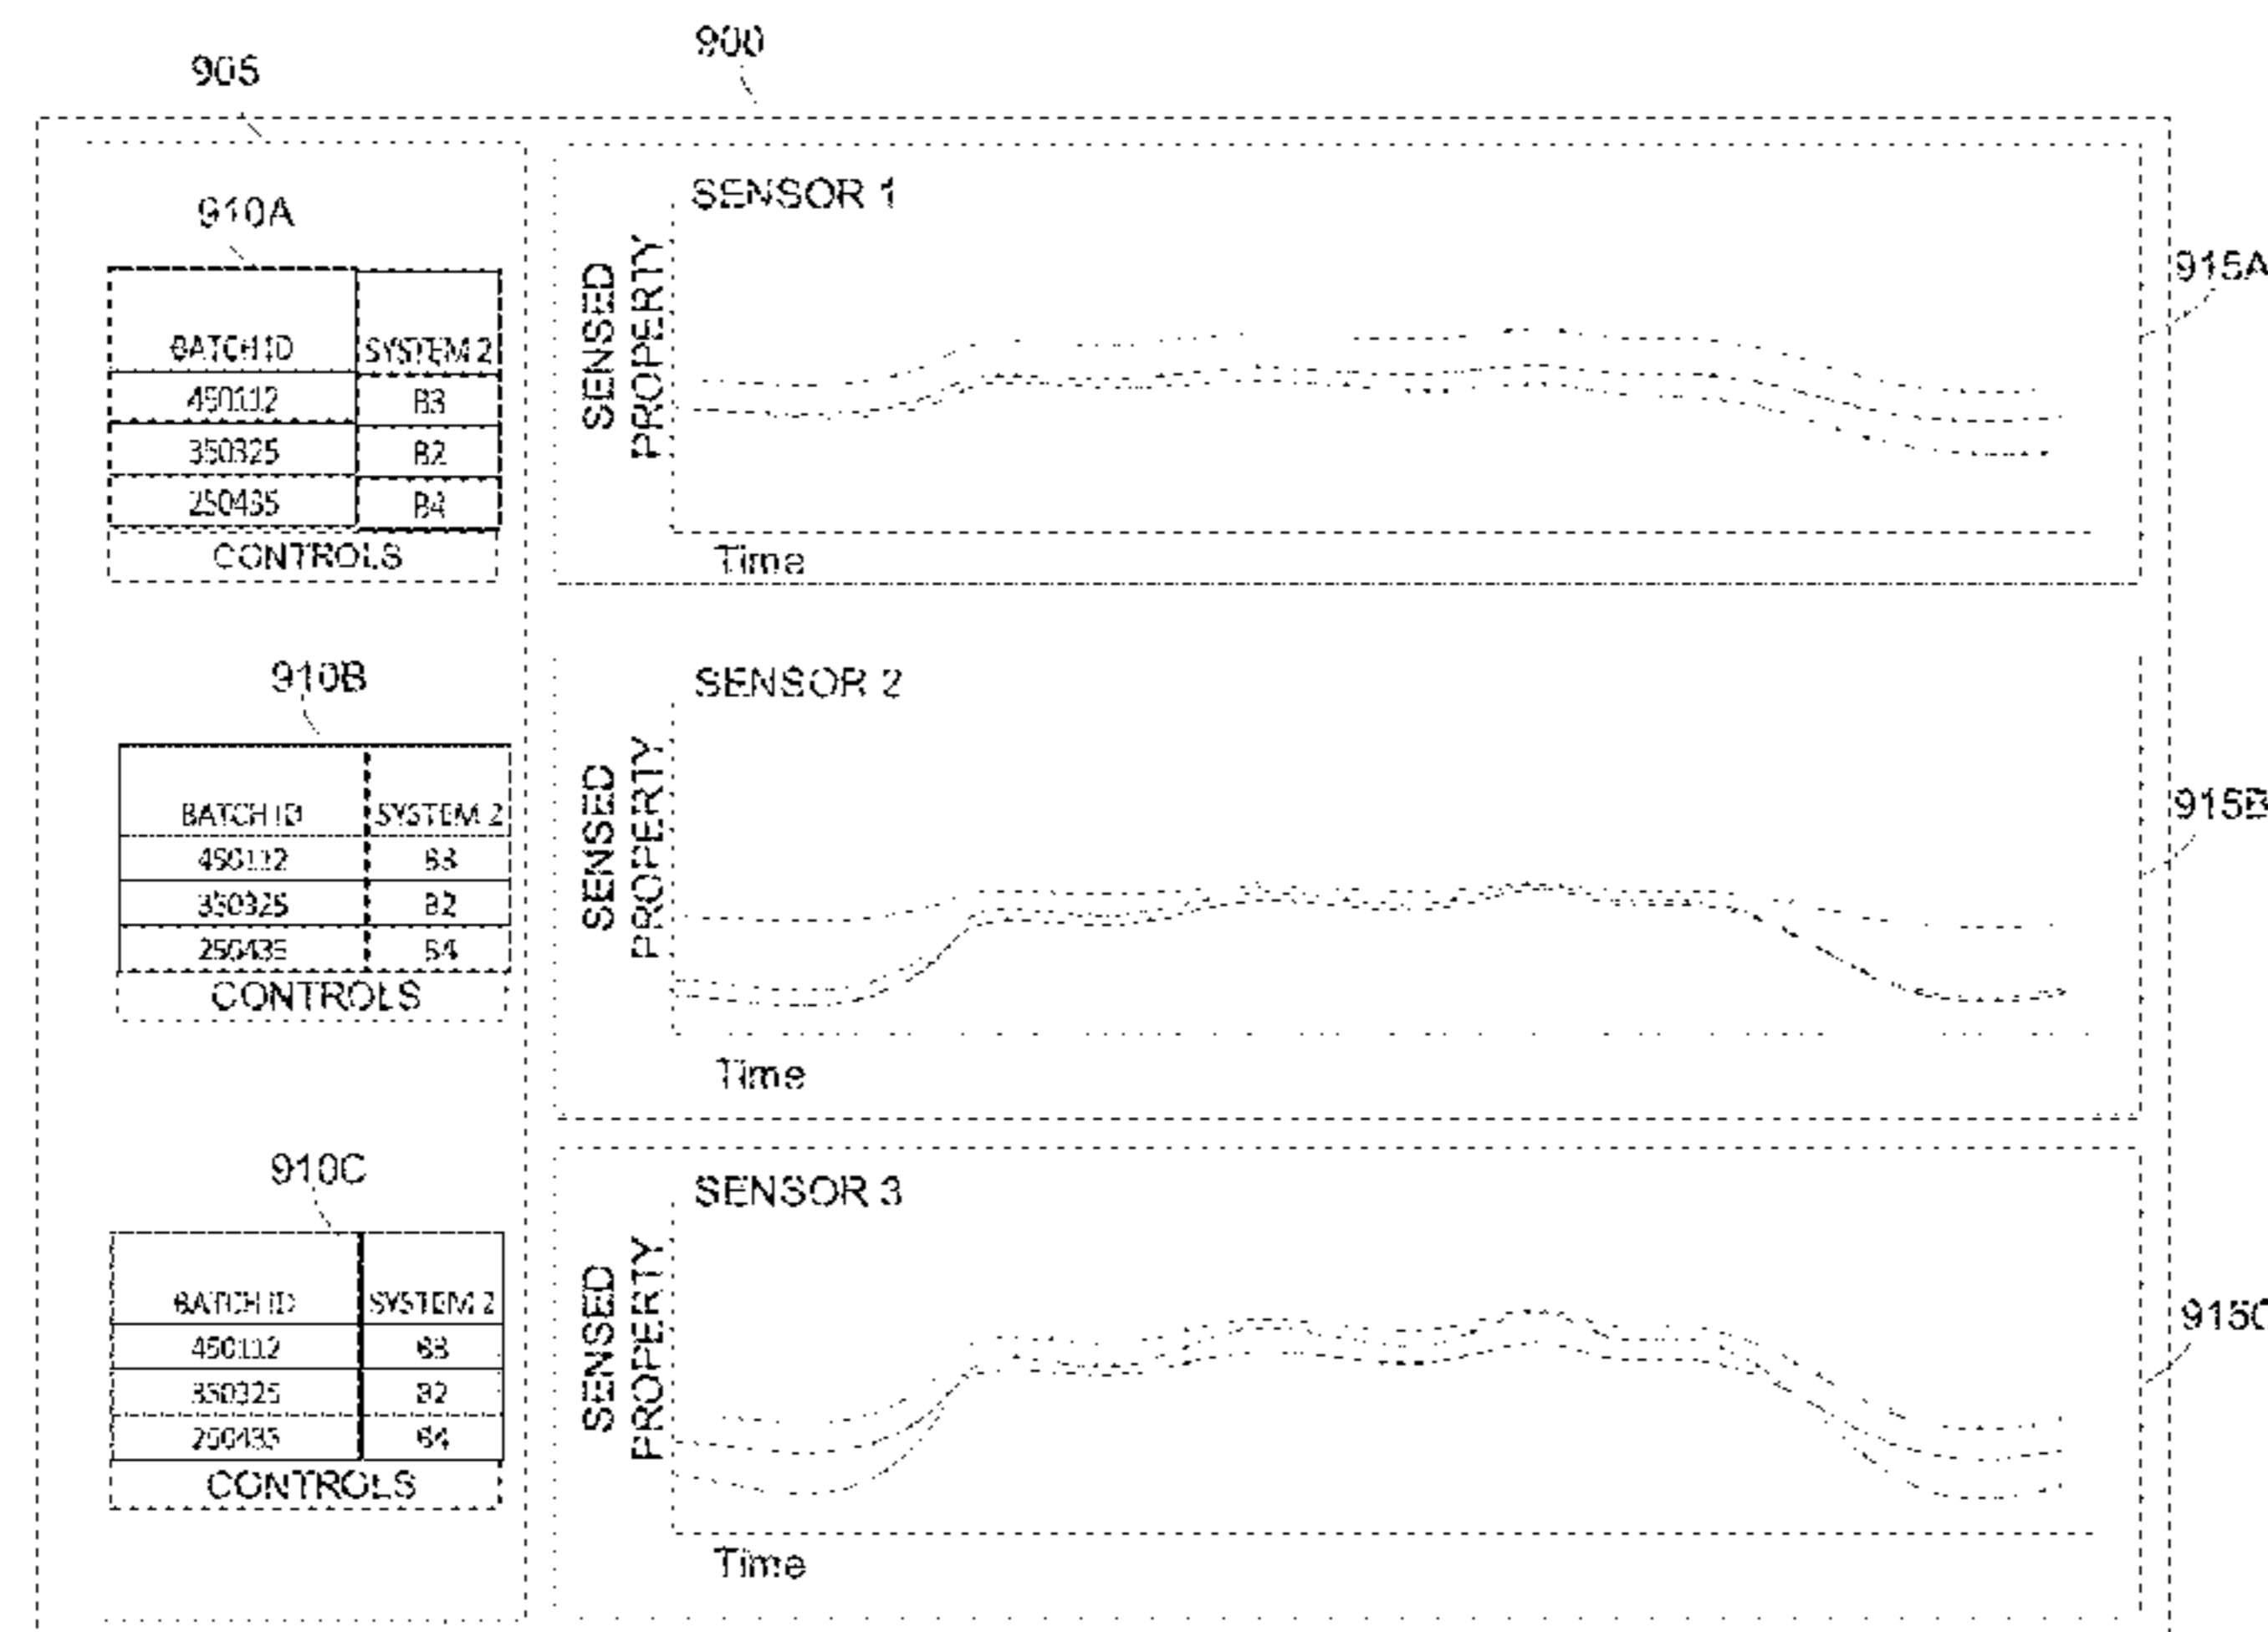 900
905
910A
BATCH ID SYSTEM 2
450112 B3
350325 B2
250435 B4
CONTROLS
SENSOR 1
SENSED PROPERTY
Time
915A
910B
BATCH ID SYSTEM 2
450112 B3
350325 B2
250435 B4
CONTROLS
SENSOR 2
SENSED PROPERTY
Time
915B
910C
BATCH ID SYSTEM 2
450112 B3
350325 B2
250435 B4
CONTROLS
SENSOR 3
SENSED PROPERTY
Time
915C